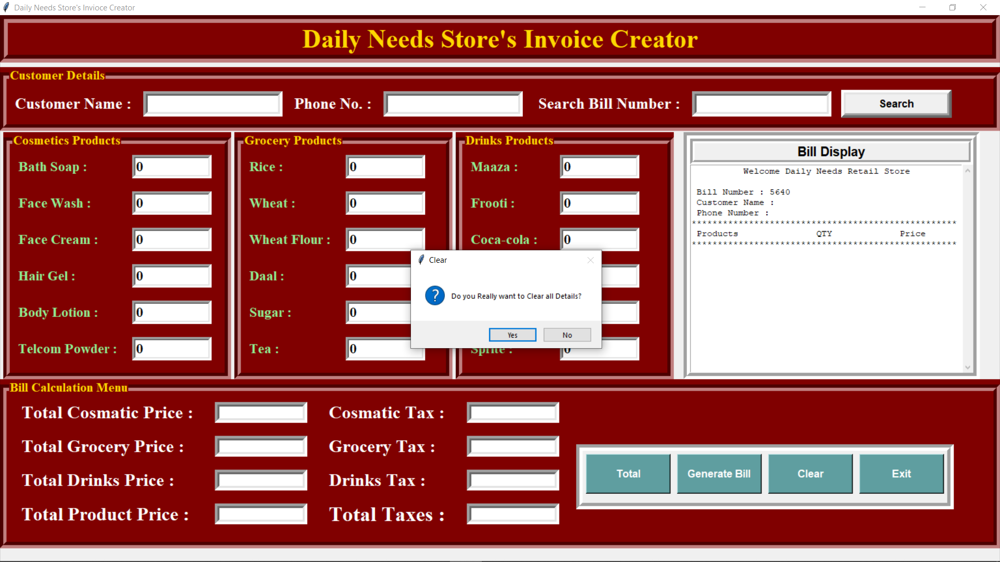 Daily Needs Store's Invioce Creator
Daily Needs Store's Invoice Creator
Customer Details
Customer Name :
Phone No. :
Search Bill Number :
Search
Cosmetics Products
Bath Soap :
0
Face Wash :
0
Face Cream :
0
Hair Gel :
0
Body Lotion :
0
Telcom Powder :
0
Grocery Products
Rice :
0
Wheat :
0
Wheat Flour :
0
Daal :
0
Sugar :
0
Tea :
0
Drinks Products
Maaza :
0
Frooti :
0
Coca-cola :
0
Sprite :
0
Clear
Do you Really want to Clear all Details?
Yes
No
Bill Display
Welcome Daily Needs Retail Store
Bill Number : 5640
Customer Name :
Phone Number :
***************************************************
Products QTY Price
***************************************************
Bill Calculation Menu
Total Cosmatic Price :
Cosmatic Tax :
Total Grocery Price :
Grocery Tax :
Total Drinks Price :
Drinks Tax :
Total Product Price :
Total Taxes :
Total
Generate Bill
Clear
Exit